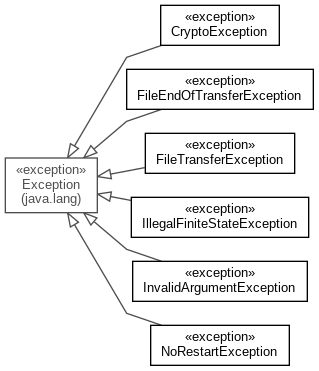 «exception»
CryptoException
«exception»
FileEndOfTransferException
«exception»
FileTransferException
«exception»
Exception
(java.lang)
«exception»
IllegalFiniteStateException
«exception»
InvalidArgumentException
«exception»
NoRestartException